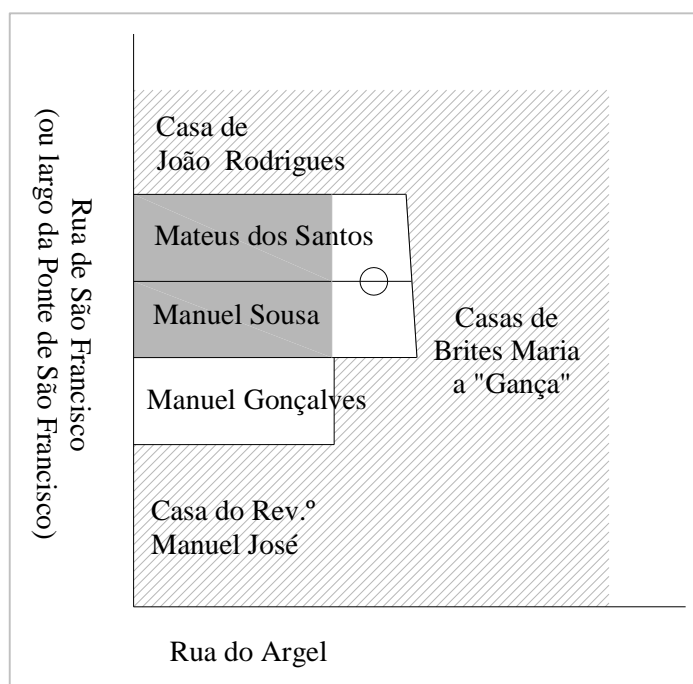 Rua de São Francisco
(ou largo da Ponte de São Francisco)
Casa de
João Rodrigues
Mateus dos Santos
Manuel Sousa
Manuel Gonçalves
Casas de
Brites Maria
a "Gança"
Casa do Rev.º
Manuel José
Rua do Argel